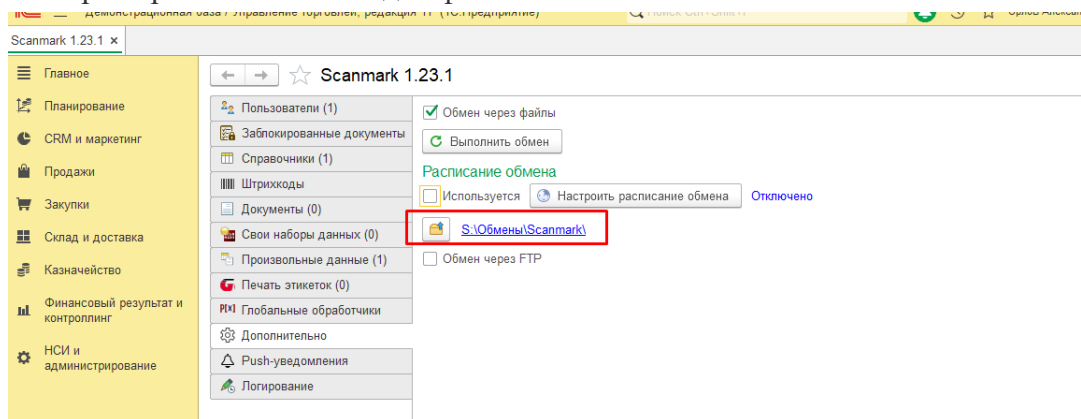 Демонстрационная база / Управление торговлей, редакция 11 (1С:Предприятие)
Поиск Ctrl+Shift+F
Scanmark 1.23.1 ×
Главное
Планирование
CRM и маркетинг
Продажи
Закупки
Склад и доставка
Казначейство
Финансовый результат и
контроллинг
НСИ и
администрирование
Scanmark 1.23.1
Пользователи (1)
Заблокированные документы
Справочники (1)
Штрихкоды
Документы (0)
Свои наборы данных (0)
Произвольные данные (1)
Печать этикеток (0)
Глобальные обработчики
Дополнительно
Push-уведомления
Логирование
Обмен через файлы
Выполнить обмен
Расписание обмена
Используется
Настроить расписание обмена
Отключено
S:\Обмены\Scanmark\
Обмен через FTP